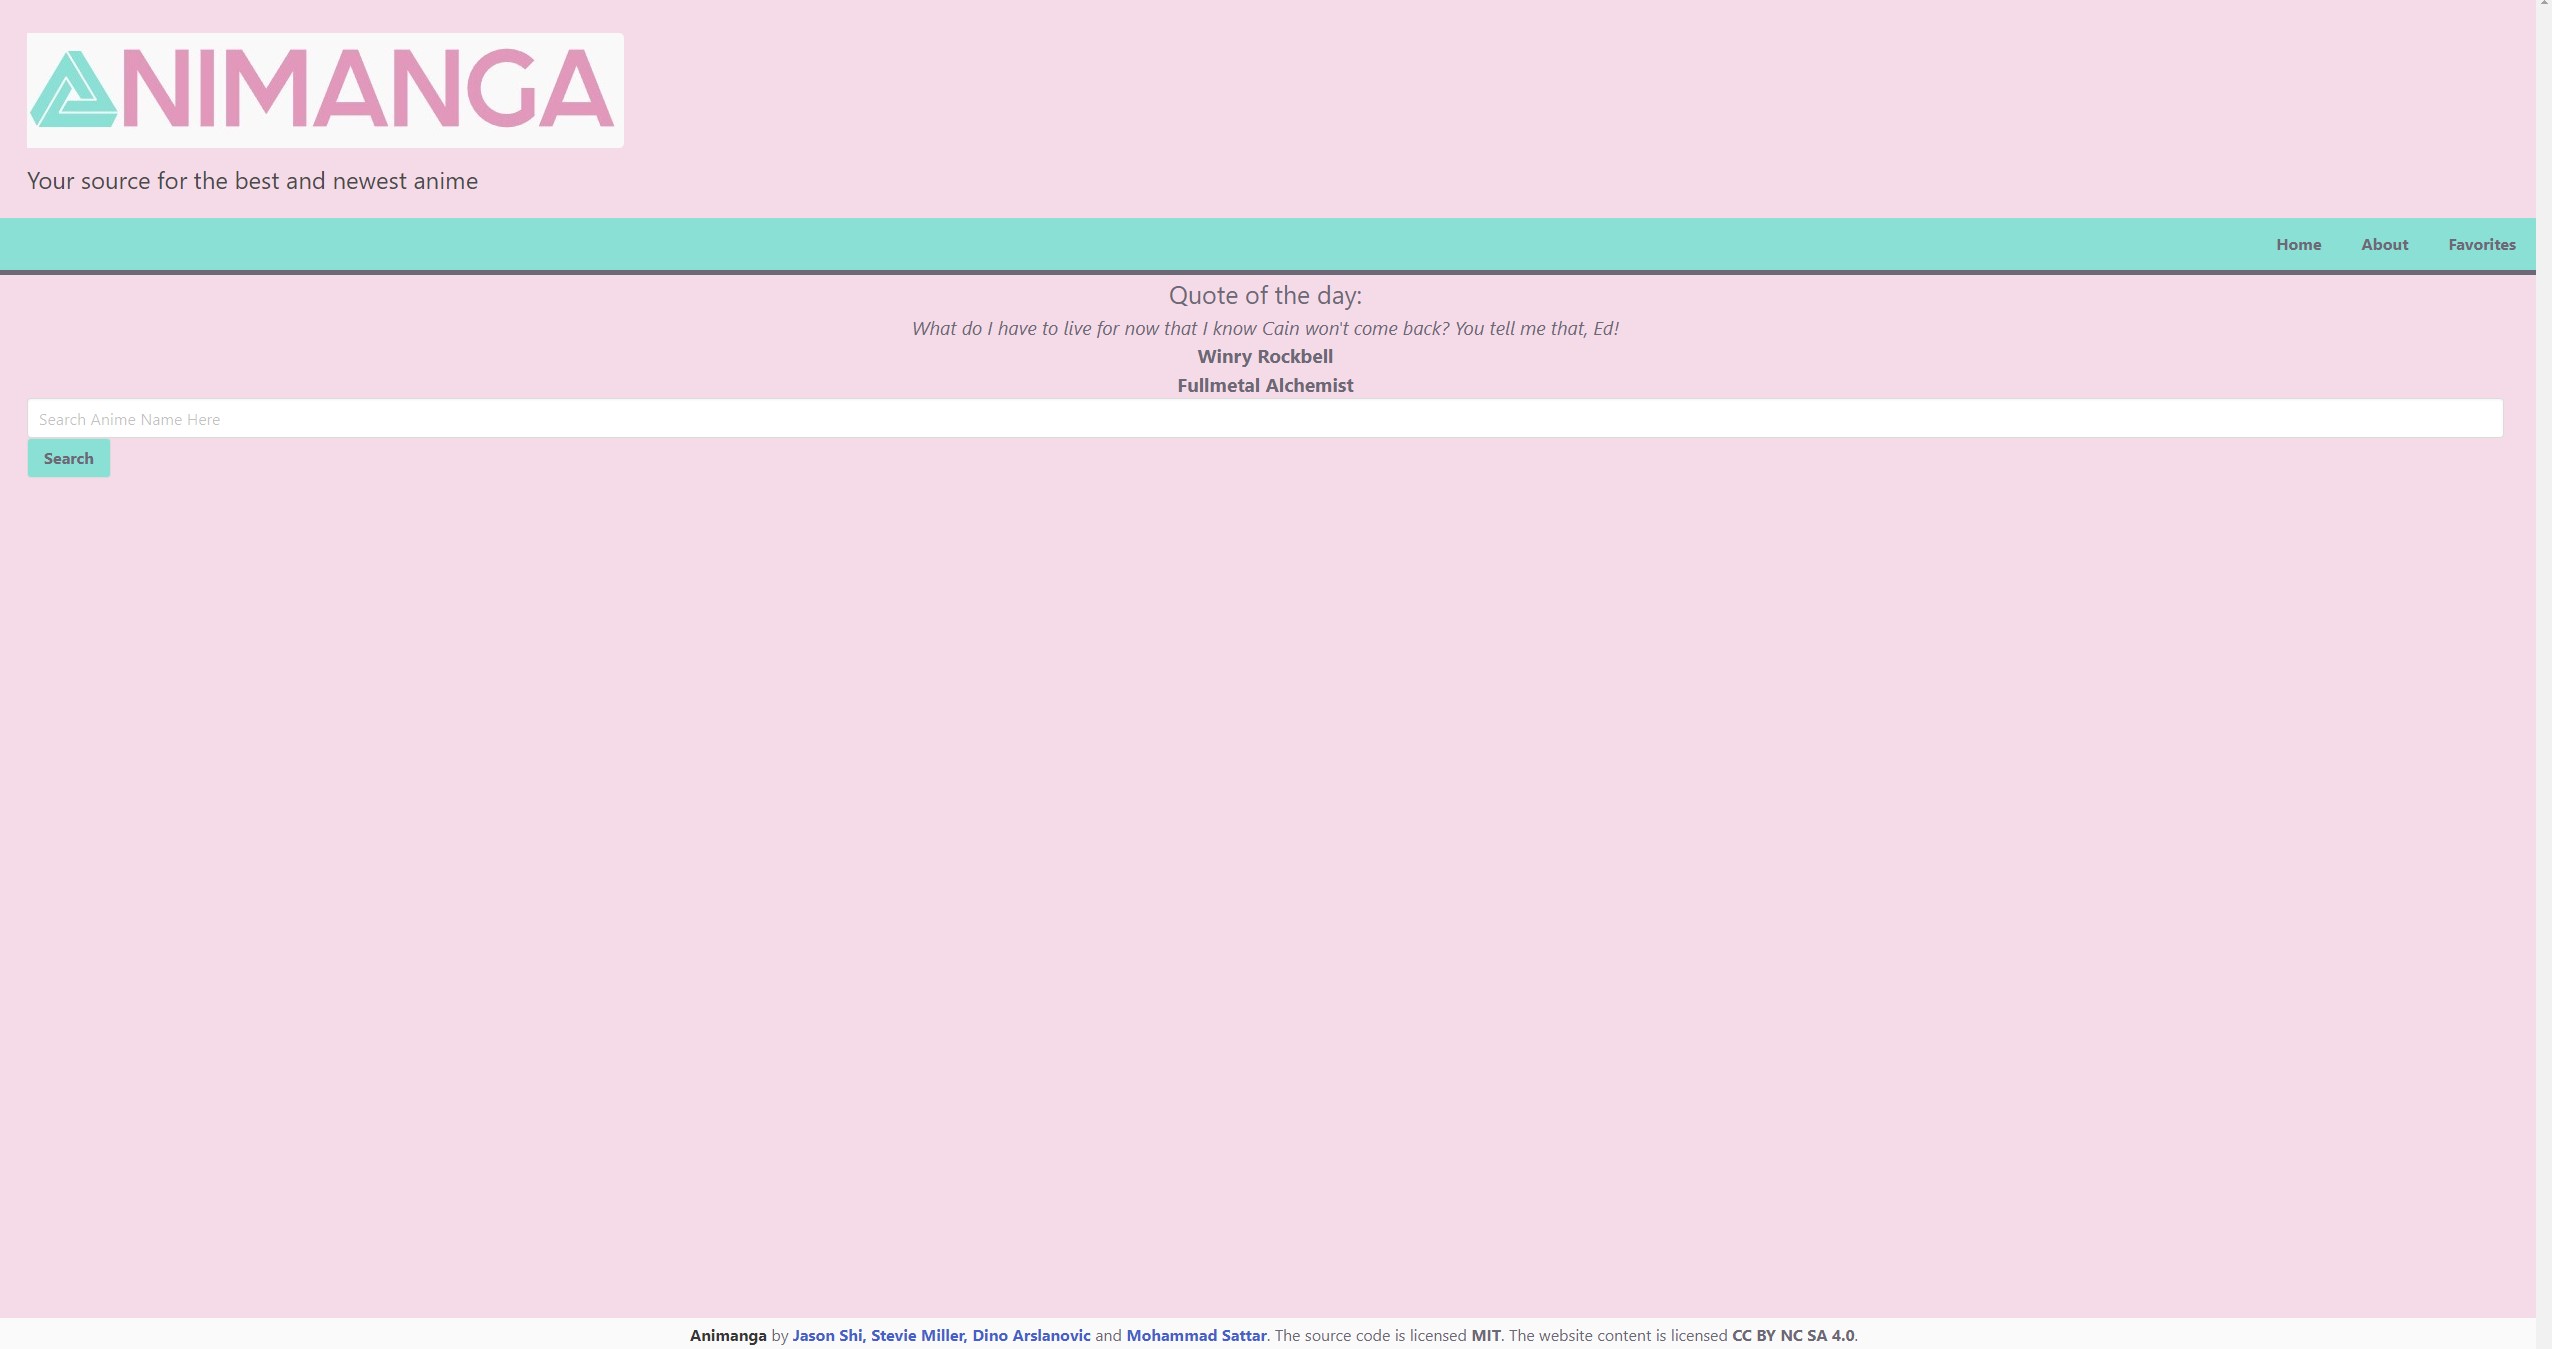 ANIMANGA
Your source for the best and newest anime
Home About Favorites
Quote of the day:
What do I have to live for now that I know Cain won't come back? You tell me that, Ed!
Winry Rockbell
Fullmetal Alchemist
Search Anime Name Here
Search
Animanga by Jason Shi, Stevie Miller, Dino Arslanovic and Mohammad Sattar. The source code is licensed MIT. The website content is licensed CC BY NC SA 4.0.